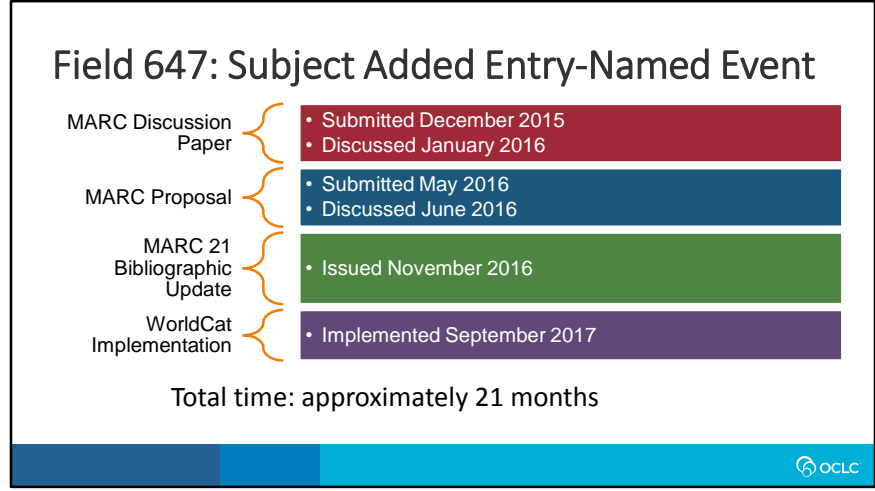 Field 647: Subject Added Entry-Named Event
MARC Discussion
Paper
• Submitted December 2015
• Discussed January 2016
MARC Proposal
• Submitted May 2016
• Discussed June 2016
MARC 21
Bibliographic
Update
• Issued November 2016
WorldCat
Implementation
• Implemented September 2017
Total time: approximately 21 months
OCLC